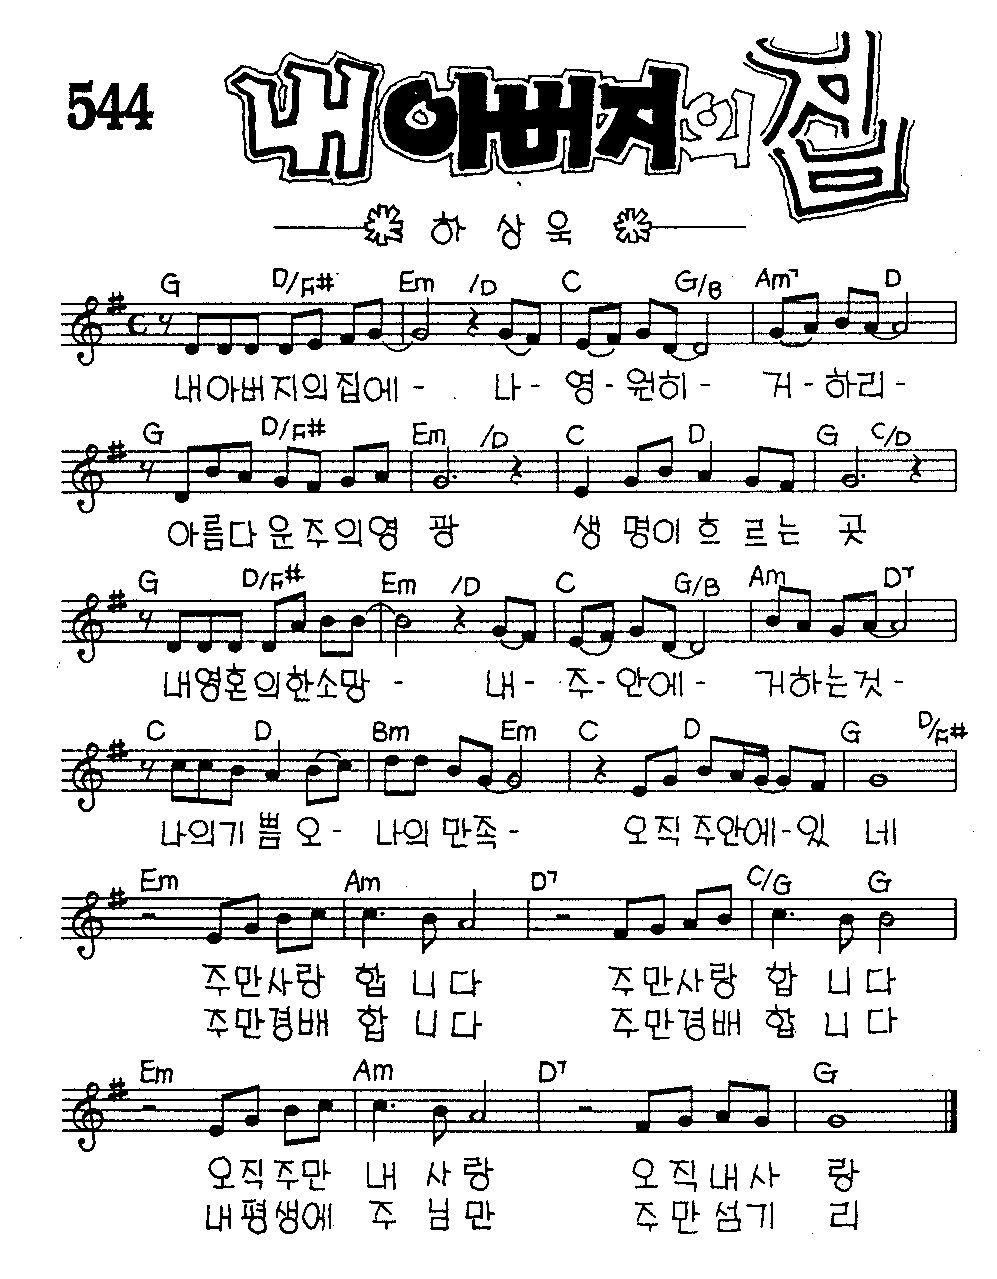 544
내 아버지의 집
하 상 욱
G D/F# Em /D C G/B Am7 D
내아버지의집에 - 나 - 영 - 원히 - 거 - 하리 -
G D/F# Em /D C D G C/D
아름다운주의영 광 생 명이 흐 르는 곳
G D/F# Em /D C G/B Am D7
내영혼의한소망 - 내 - 주 - 안에 - 거하는것 -
C D Bm Em C D G D/F#
나의기 쁨 오 - 나의 만족 - 오직 주안에-있 네
Em Am D7 C/G G
주만사랑 합 니 다 주만사랑 합 니 다
주만경배 합 니 다 주만경배 합 니 다
Em Am D7 G
오직주만 내 사랑 오 직내사 랑
내평생에 주 님만 주 만섬기 리